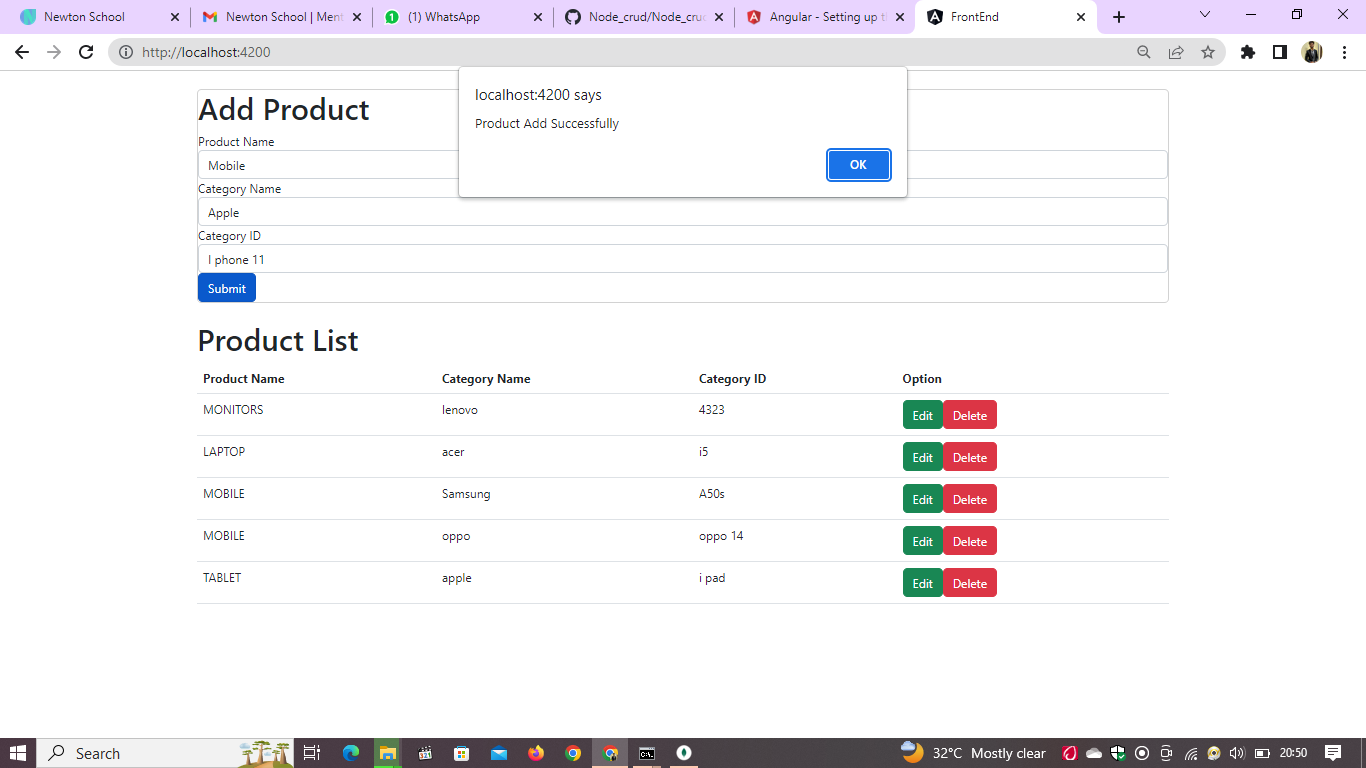 Newton School
Newton School | Ment
(1) WhatsApp
Node_crud/Node_cruc
Angular - Setting up t
FrontEnd
http://localhost:4200
localhost:4200 says
Product Add Successfully
OK
Add Product
Product Name
Mobile
Category Name
Apple
Category ID
I phone 11
Submit
Product List
Product Name Category Name Category ID Option
MONITORS lenovo 4323 Edit Delete
LAPTOP acer i5 Edit Delete
MOBILE Samsung A50s Edit Delete
MOBILE oppo oppo 14 Edit Delete
TABLET apple i pad Edit Delete
Search
32°C Mostly clear
20:50